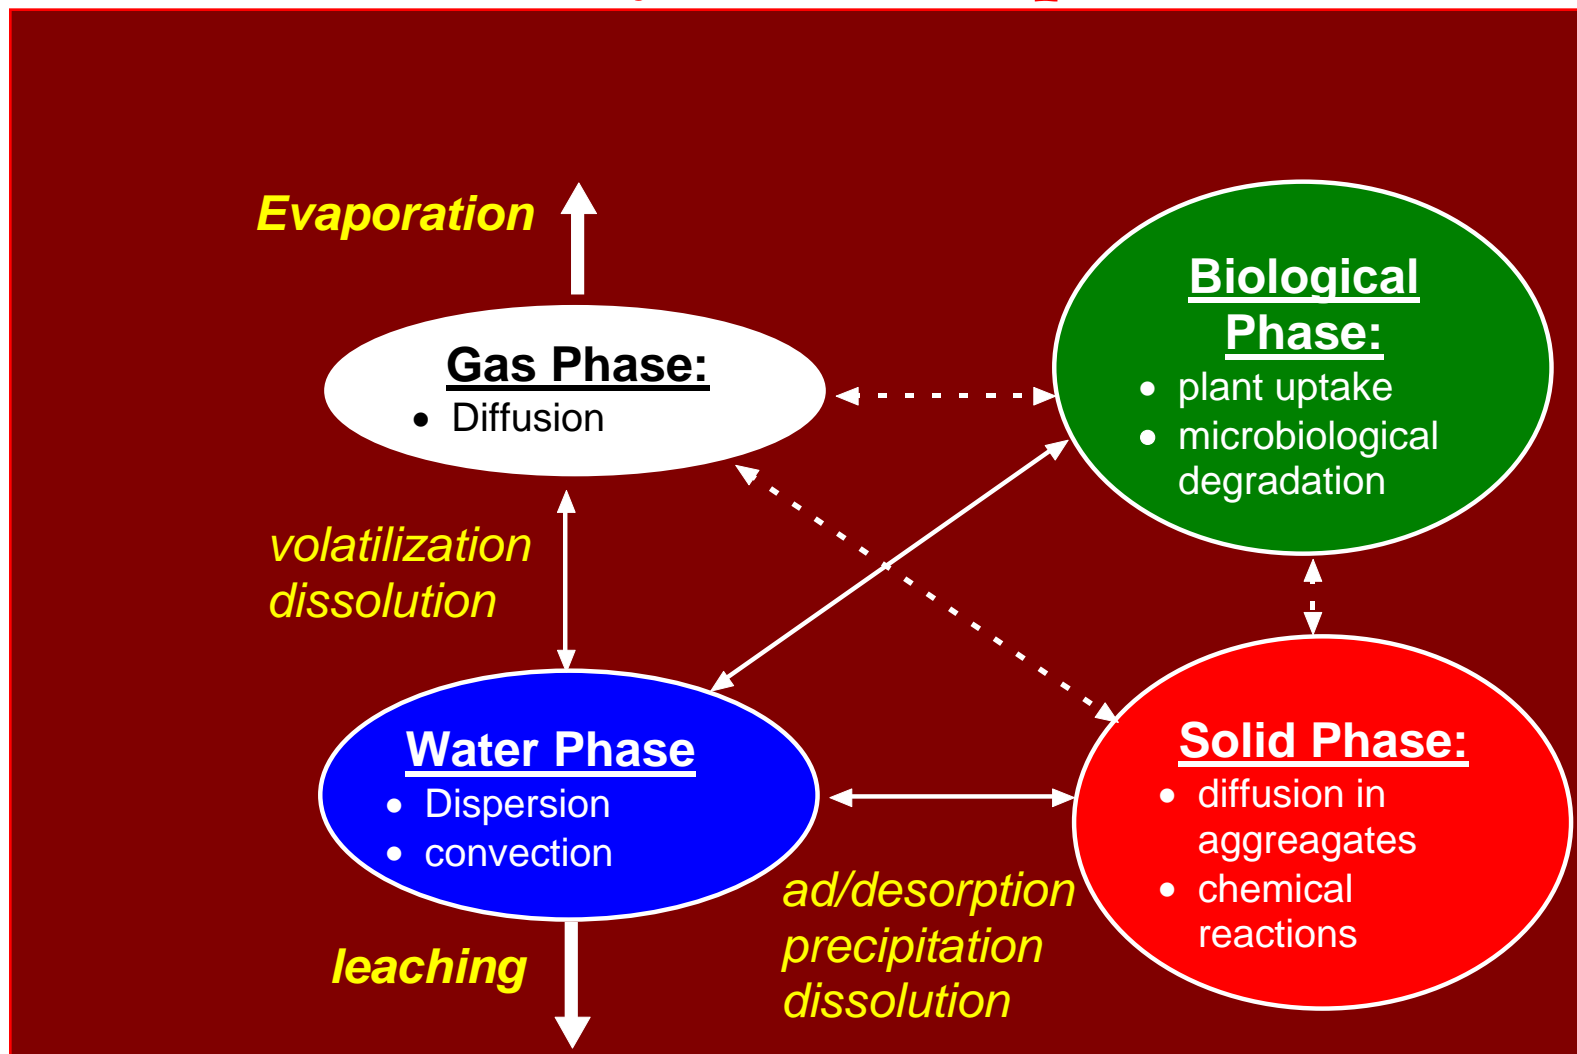 Evaporation
Biological
Phase:
• plant uptake
• microbiological
degradation
Gas Phase:
• Diffusion
volatilization
dissolution
Water Phase
• Dispersion
• convection
Solid Phase:
• diffusion in
aggreagates
• chemical
reactions
ad/desorption
precipitation
dissolution
leaching